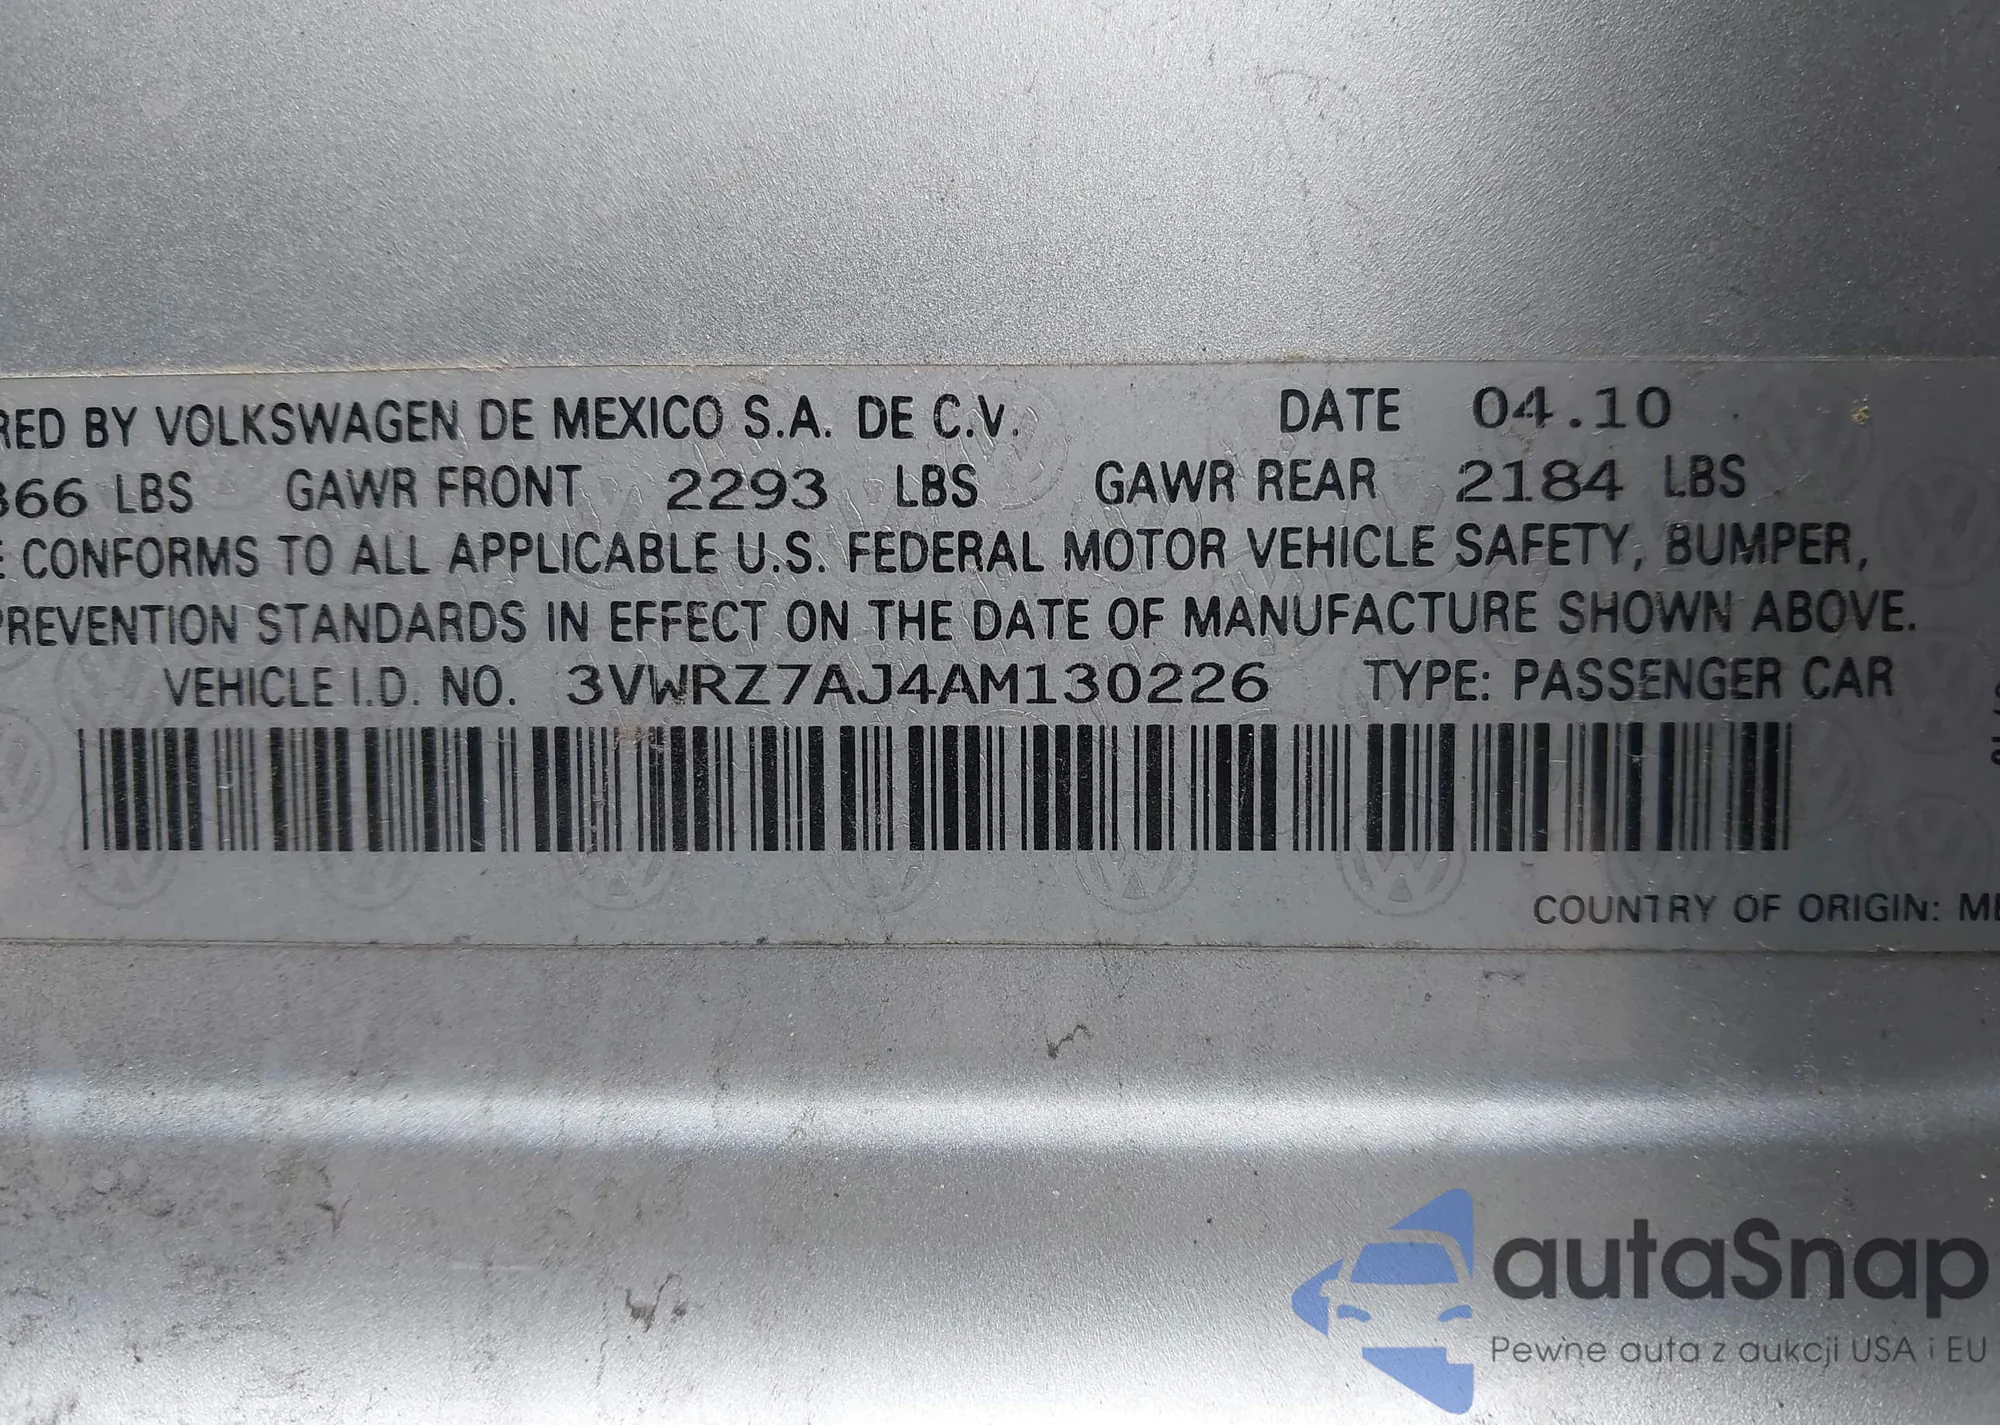 RED BY VOLKSWAGEN DE MEXICO S.A. DE C.V. DATE 04.10
366 LBS GAWR FRONT 2293 LBS GAWR REAR 2184 LBS
E CONFORMS TO ALL APPLICABLE U.S. FEDERAL MOTOR VEHICLE SAFETY, BUMPER,
PREVENTION STANDARDS IN EFFECT ON THE DATE OF MANUFACTURE SHOWN ABOVE.
VEHICLE I.D. NO. 3VWRZ7AJ4AM130226 TYPE: PASSENGER CAR
COUNTRY OF ORIGIN: ME
autaSnap
Pewne auta z aukcji USA i EU